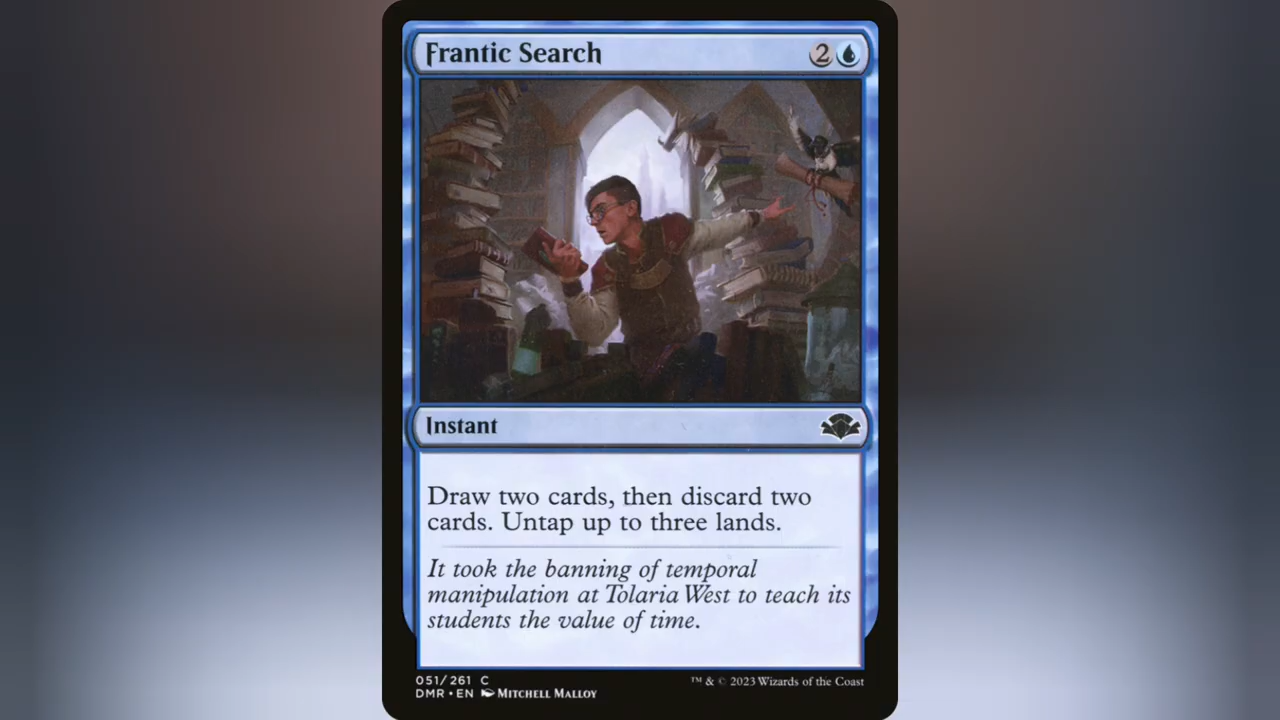 Frantic Search 2
Instant
Draw two cards, then discard two
cards. Untap up to three lands.
It took the banning of temporal
manipulation at Tolaria West to teach its
students the value of time.
051/261 C
DMR • EN Mitchell Malloy
™ & © 2023 Wizards of the Coast